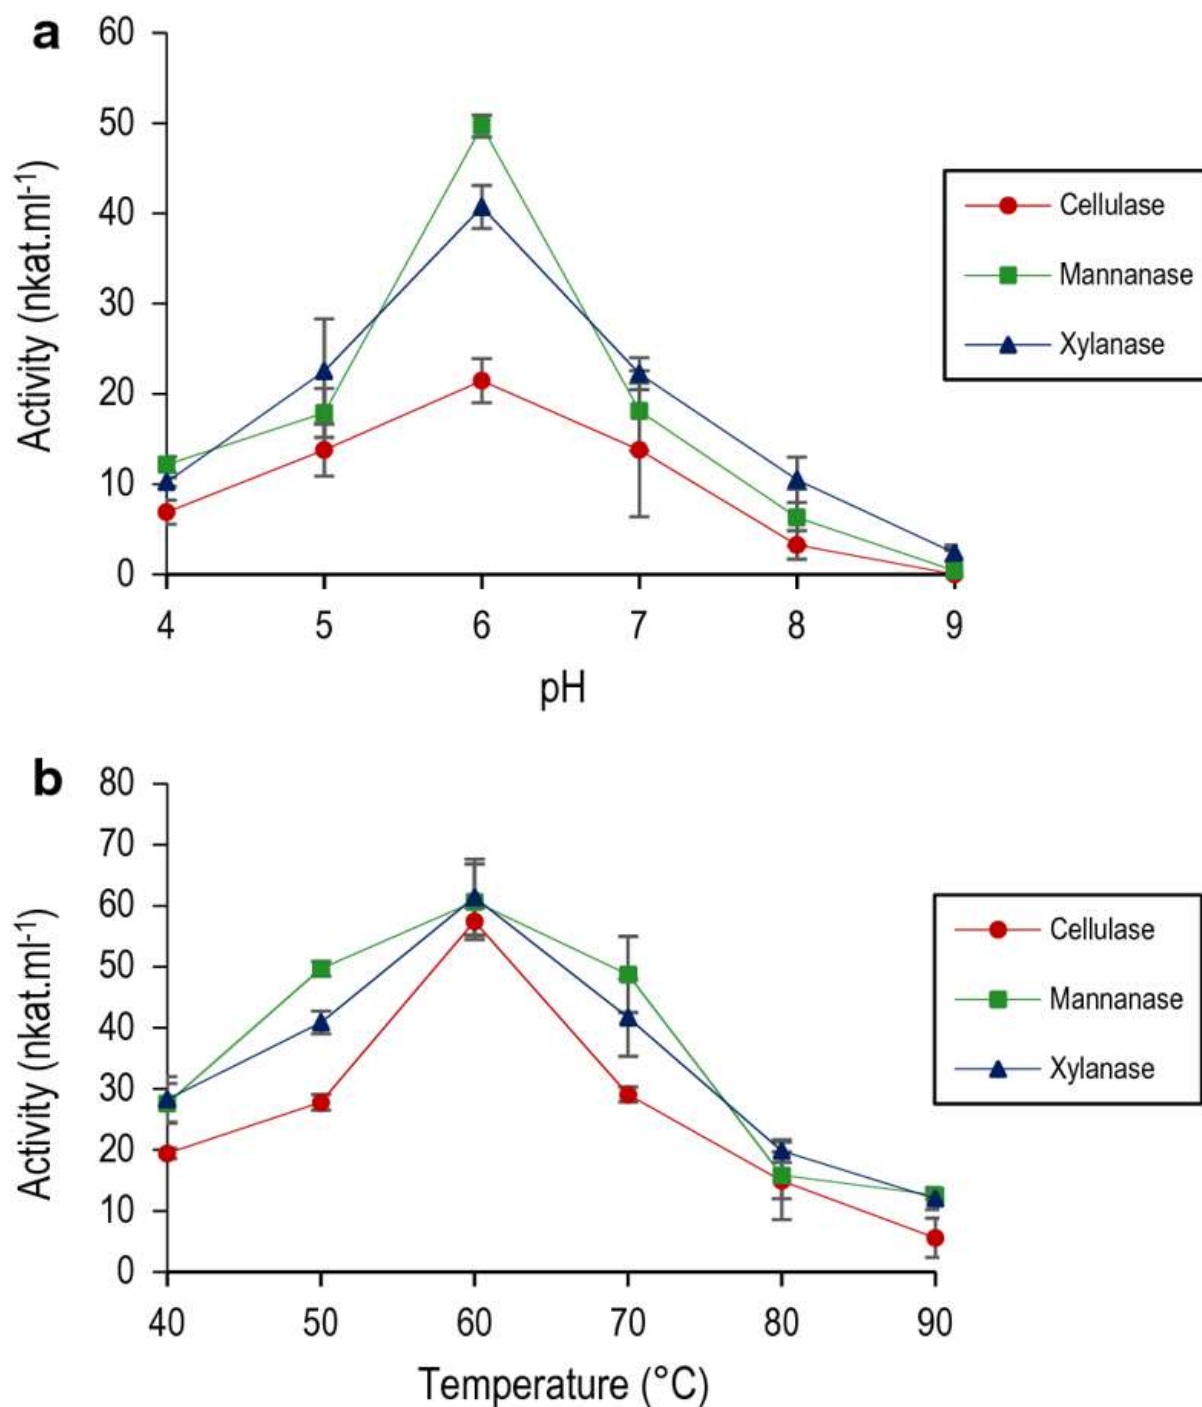 a
60
50
40
30
20
10
0
Activity (nkat.ml-1)
4 5 6 7 8 9
pH
Cellulase
Mannanase
Xylanase
b
80
70
60
50
40
30
20
10
0
Activity (nkat.ml-1)
40 50 60 70 80 90
Temperature (°C)
Cellulase
Mannanase
Xylanase